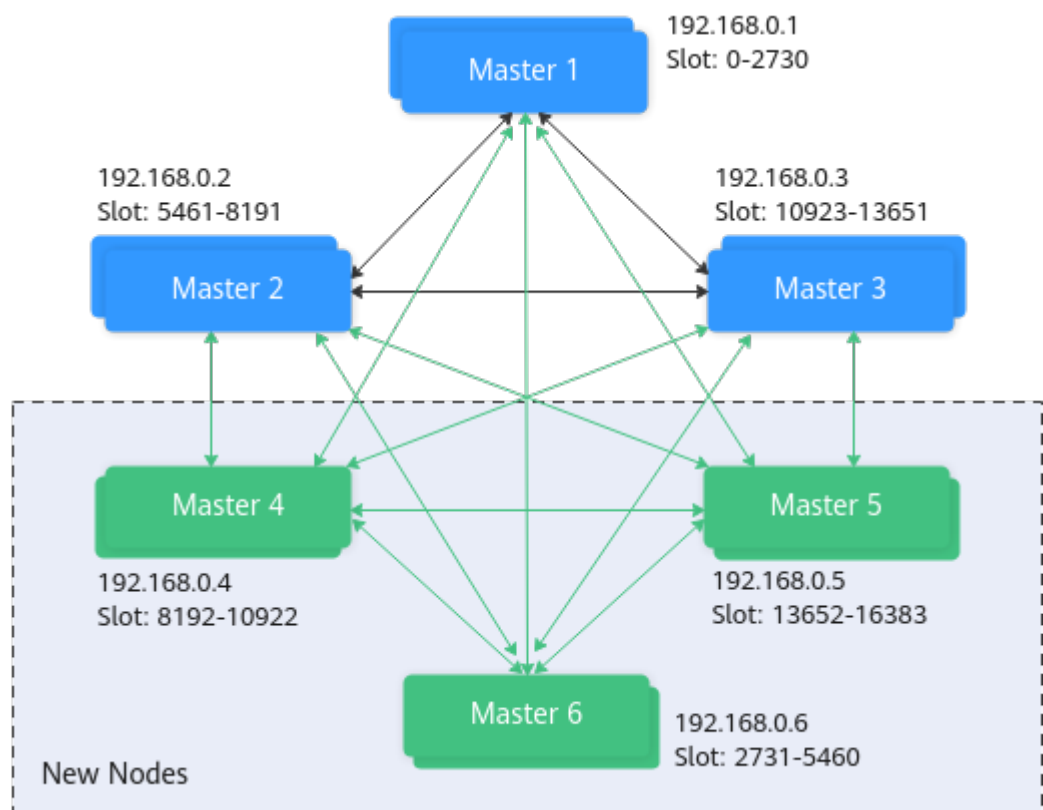 192.168.0.1
Slot: 0-2730
Master 1
192.168.0.2
Slot: 5461-8191
192.168.0.3
Slot: 10923-13651
Master 2
Master 3
Master 4
Master 5
192.168.0.4
Slot: 8192-10922
192.168.0.5
Slot: 13652-16383
Master 6
192.168.0.6
Slot: 2731-5460
New Nodes